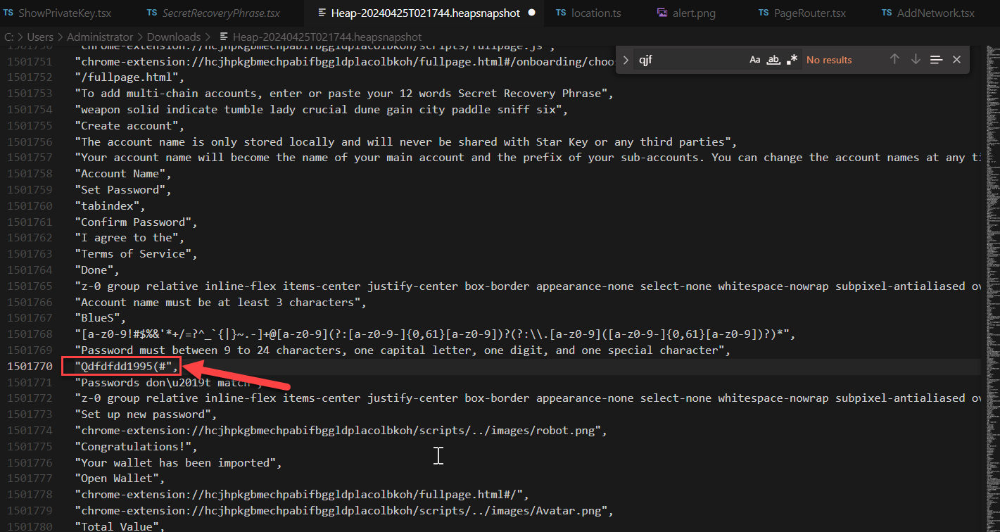 TS ShowPrivateKey.tsx TS SecretRecoveryPhrase.tsx Heap-20240425T021744.heapsnapshot TS location.ts alert.png TS PageRouter.tsx TS AddNetwork.tsx
C: > Users > Administrator > Downloads > Heap-20240425T021744.heapsnapshot
qjf Aa ab .* No results
1501750 "chrome-extension://hcjhpkgbmechpabifbggldplacolbkoh/scripts/fullpage.js",
1501751 "chrome-extension://hcjhpkgbmechpabifbggldplacolbkoh/fullpage.html#/onboarding/choo
1501752 "/fullpage.html",
1501753 "To add multi-chain accounts, enter or paste your 12 words Secret Recovery Phrase",
1501754 "weapon solid indicate tumble lady crucial dune gain city paddle sniff six",
1501755 "Create account",
1501756 "The account name is only stored locally and will never be shared with Star Key or any third parties",
1501757 "Your account name will become the name of your main account and the prefix of your sub-accounts. You can change the account names at any ti
1501758 "Account Name",
1501759 "Set Password",
1501760 "tabindex",
1501761 "Confirm Password",
1501762 "I agree to the",
1501763 "Terms of Service",
1501764 "Done",
1501765 "z-0 group relative inline-flex items-center justify-center box-border appearance-none select-none whitespace-nowrap subpixel-antialiased ov
1501766 "Account name must be at least 3 characters",
1501767 "BlueS",
1501768 "[a-z0-9!#$%&'*+/=?^_`{|}~.-]+@[a-z0-9](?:[a-z0-9-]{0,61}[a-z0-9])?(?:\\.[a-z0-9]([a-z0-9-]{0,61}[a-z0-9])?)*",
1501769 "Password must between 9 to 24 characters, one capital letter, one digit, and one special character",
1501770 "Qdfdfdd1995(#",
1501771 "Passwords don\u2019t match",
1501772 "z-0 group relative inline-flex items-center justify-center box-border appearance-none select-none whitespace-nowrap subpixel-antialiased ov
1501773 "Set up new password",
1501774 "chrome-extension://hcjhpkgbmechpabifbggldplacolbkoh/scripts/../images/robot.png",
1501775 "Congratulations!",
1501776 "Your wallet has been imported",
1501777 "Open Wallet",
1501778 "chrome-extension://hcjhpkgbmechpabifbggldplacolbkoh/fullpage.html#/",
1501779 "chrome-extension://hcjhpkgbmechpabifbggldplacolbkoh/scripts/../images/Avatar.png",
1501780 "Total Value",